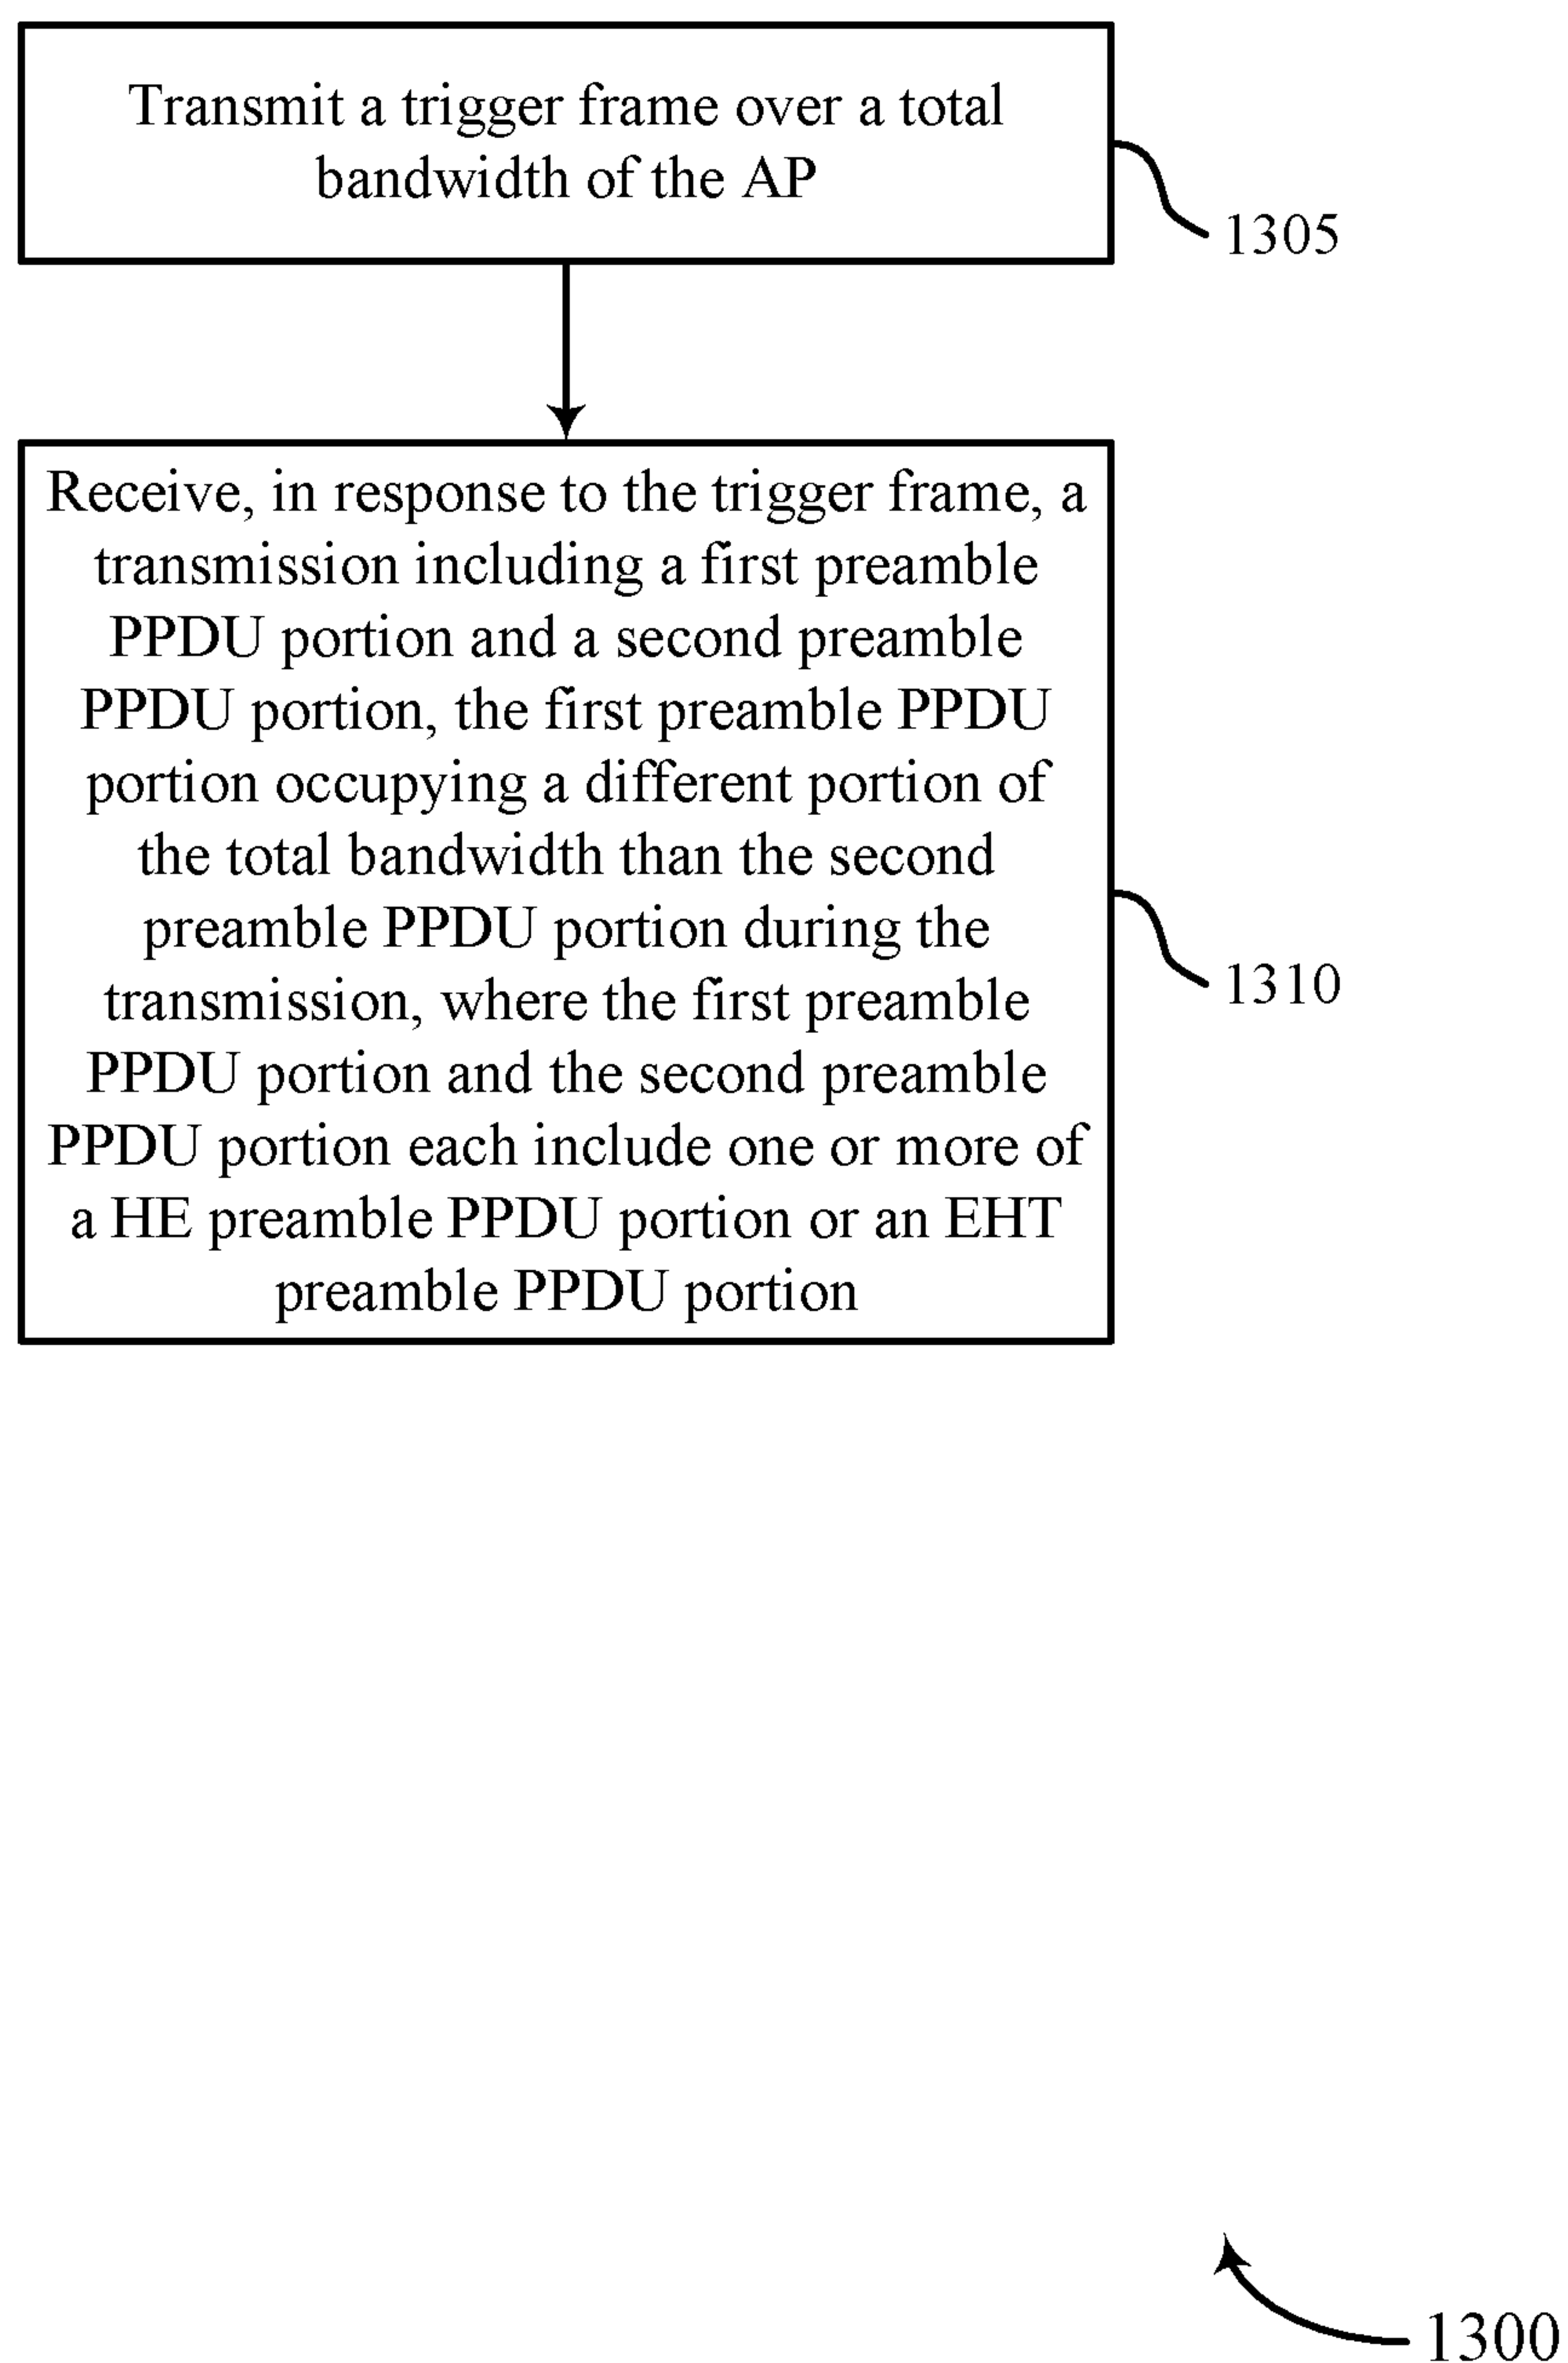 Transmit a trigger frame over a total
bandwidth of the AP
1305
Receive, in response to the trigger frame, a
transmission including a first preamble
PPDU portion and a second preamble
PPDU portion, the first preamble PPDU
portion occupying a different portion of
the total bandwidth than the second
preamble PPDU portion during the
transmission, where the first preamble
PPDU portion and the second preamble
PPDU portion each include one or more of
a HE preamble PPDU portion or an EHT
preamble PPDU portion
1310
1300